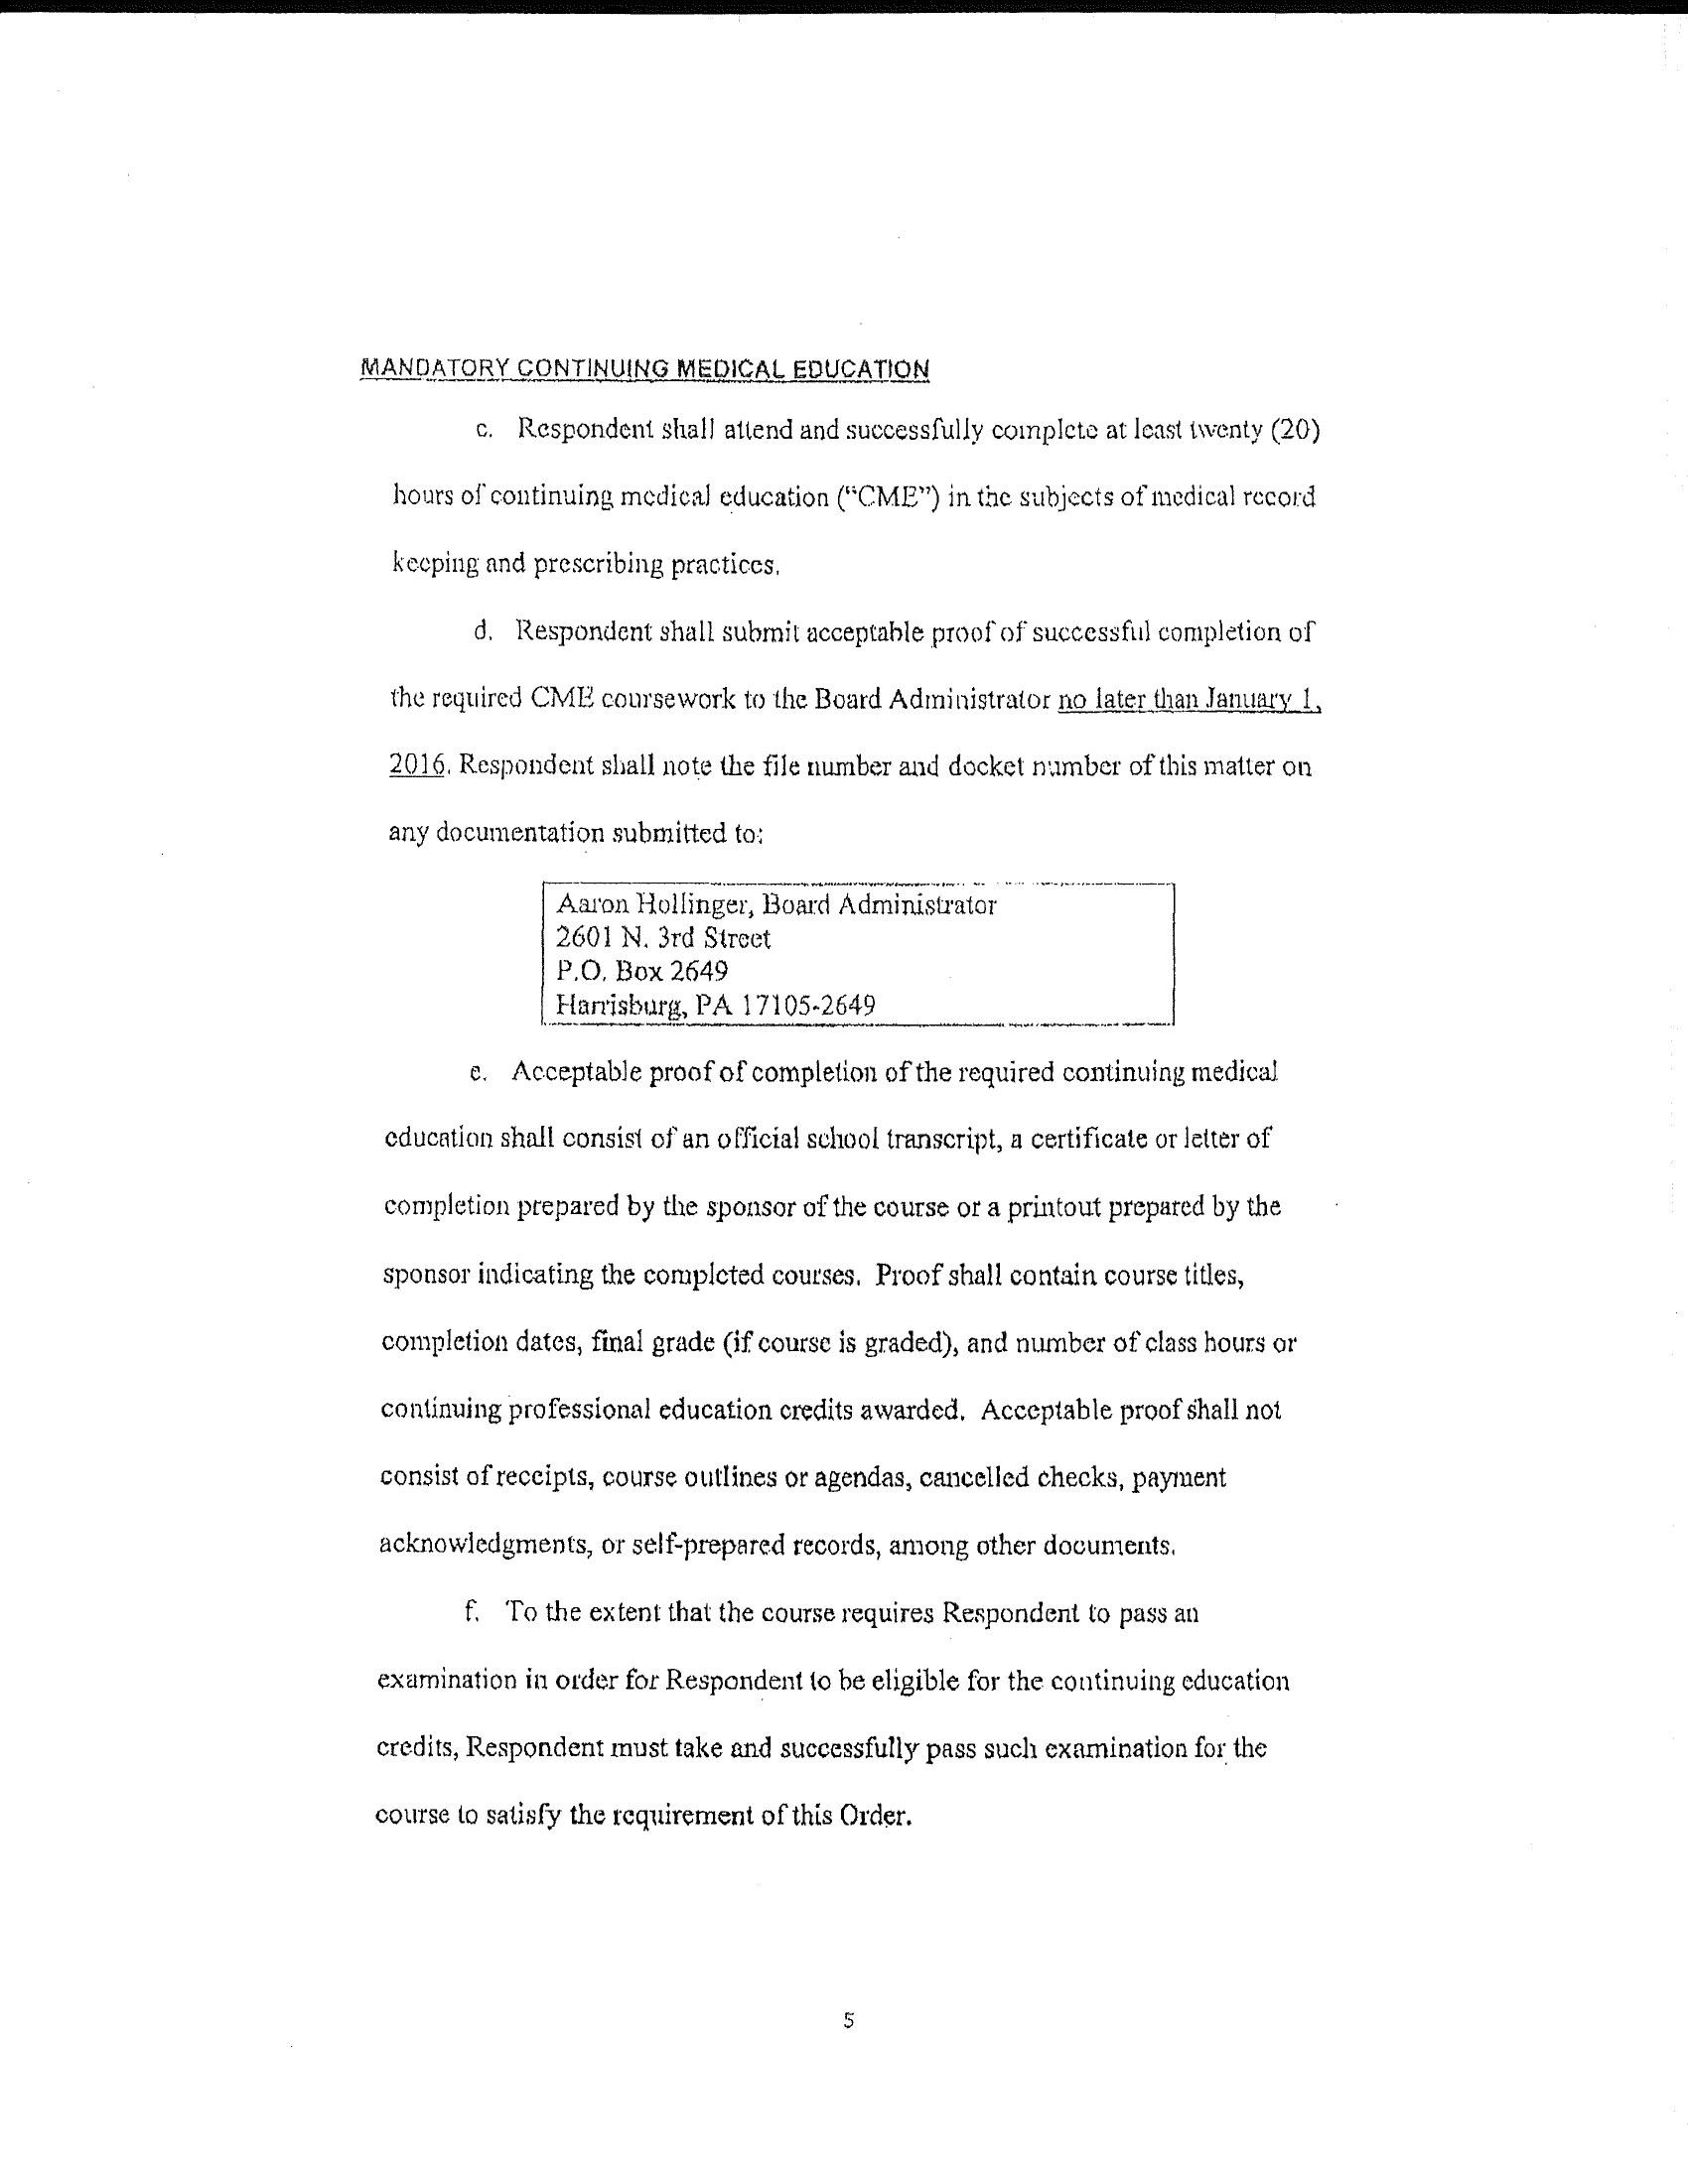 MANDATORY CONTINUING MEDICAL EDUCATION
c. Respondent shall attend and successfully complete at least twenty (20)
hours of continuing medical education ("CME") in the subjects of medical record
keeping and prescribing practices.
d. Respondent shall submit acceptable proof of successful completion of
the required CME coursework to the Board Administrator no later than January 1,
2016. Respondent shall note the file number and docket number of this matter on
any documentation submitted to:
Aaron Hollinger, Board Administrator
2601 N. 3rd Street
P.O. Box 2649
Harrisburg, PA 17105-2649
e. Acceptable proof of completion of the required continuing medical
education shall consist of an official school transcript, a certificate or letter of
completion prepared by the sponsor of the course or a printout prepared by the
sponsor indicating the completed courses. Proof shall contain course titles,
completion dates, final grade (if course is graded), and number of class hours or
continuing professional education credits awarded. Acceptable proof shall not
consist of receipts, course outlines or agendas, cancelled checks, payment
acknowledgments, or self-prepared records, among other documents.
f. To the extent that the course requires Respondent to pass an
examination in order for Respondent to be eligible for the continuing education
credits, Respondent must take and successfully pass such examination for the
course to satisfy the requirement of this Order.
5